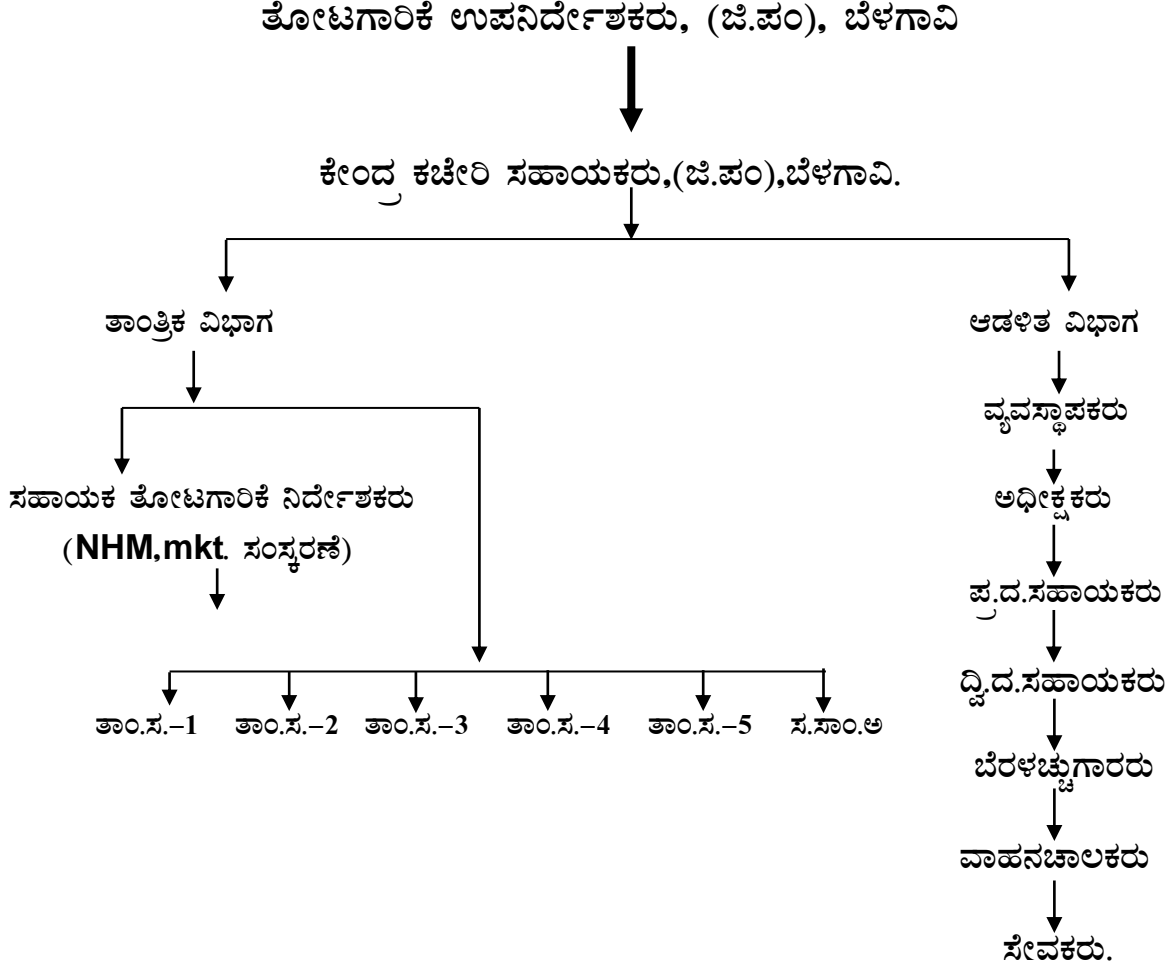 ತೋಟಗಾರಿಕೆ ಉಪನಿರ್ದೇಶಕರು, (ಜಿ.ಪಂ), ಬೆಳಗಾವಿ
ಕೇಂದ್ರ ಕಚೇರಿ ಸಹಾಯಕರು,(ಜಿ.ಪಂ),ಬೆಳಗಾವಿ.
ತಾಂತ್ರಿಕ ವಿಭಾಗ
ಸಹಾಯಕ ತೋಟಗಾರಿಕೆ ನಿರ್ದೇಶಕರು
(NHM,mkt. ಸಂಸ್ಕರಣೆ)
ತಾಂ.ಸ.–1 ತಾಂ.ಸ.–2 ತಾಂ.ಸ.–3 ತಾಂ.ಸ.–4 ತಾಂ.ಸ.–5 ಸ.ಸಾಂ.ಅ
ಆಡಳಿತ ವಿಭಾಗ
ವ್ಯವಸ್ಥಾಪಕರು
ಅಧೀಕ್ಷಕರು
ಪ್ರ.ದ.ಸಹಾಯಕರು
ದ್ವಿ.ದ.ಸಹಾಯಕರು
ಬೆರಳಚ್ಚುಗಾರರು
ವಾಹನಚಾಲಕರು
ಸೇವಕರು.